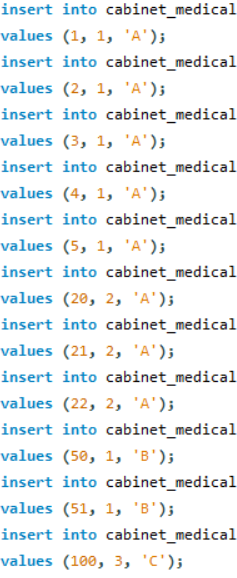 insert into cabinet_medical
values (1, 1, 'A');
insert into cabinet_medical
values (2, 1, 'A');
insert into cabinet_medical
values (3, 1, 'A');
insert into cabinet_medical
values (4, 1, 'A');
insert into cabinet_medical
values (5, 1, 'A');
insert into cabinet_medical
values (20, 2, 'A');
insert into cabinet_medical
values (21, 2, 'A');
insert into cabinet_medical
values (22, 2, 'A');
insert into cabinet_medical
values (50, 1, 'B');
insert into cabinet_medical
values (51, 1, 'B');
insert into cabinet_medical
values (100, 3, 'C');